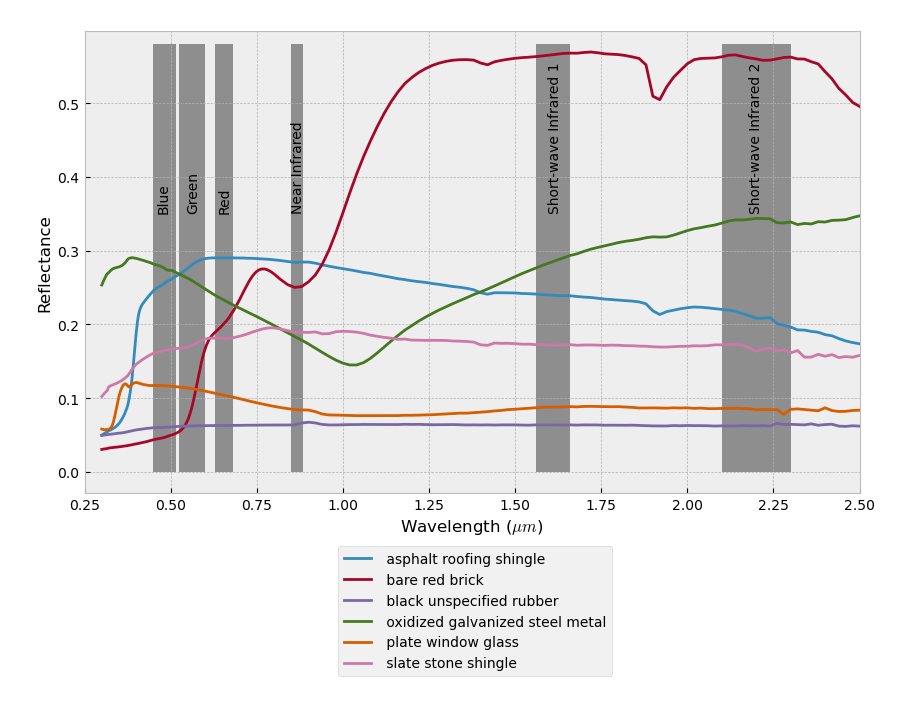 Reflectance
0.5
0.4
0.3
0.2
0.1
0.0
Blue
Green
Red
Near Infrared
Short-wave Infrared 1
Short-wave Infrared 2
0.25 0.50 0.75 1.00 1.25 1.50 1.75 2.00 2.25 2.50
Wavelength (μm)
asphalt roofing shingle
bare red brick
black unspecified rubber
oxidized galvanized steel metal
plate window glass
slate stone shingle